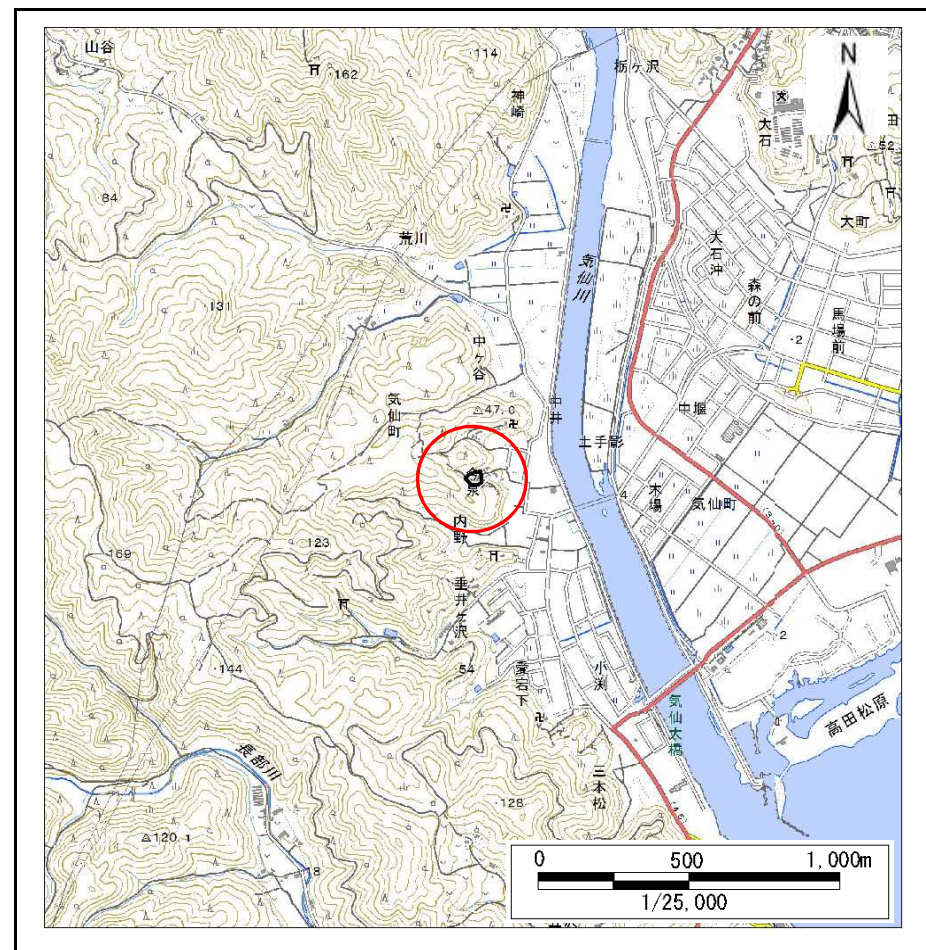 山谷
114
162
神崎
栃ヶ沢
N
大石
52
84
大町
荒川
気仙川
大石沖
森の前
馬場前
131
2
中ヶ谷
気仙町
47.0
中井
中堰
土手影
泉
木場
4
気仙町
(340)
内野
123
169
垂井ヶ沢
2
144
54
愛宕下
小渕
気仙大橋
高田松原
長部川
三本松
128
(45)
120.1
18
0 500 1,000m
1/25,000